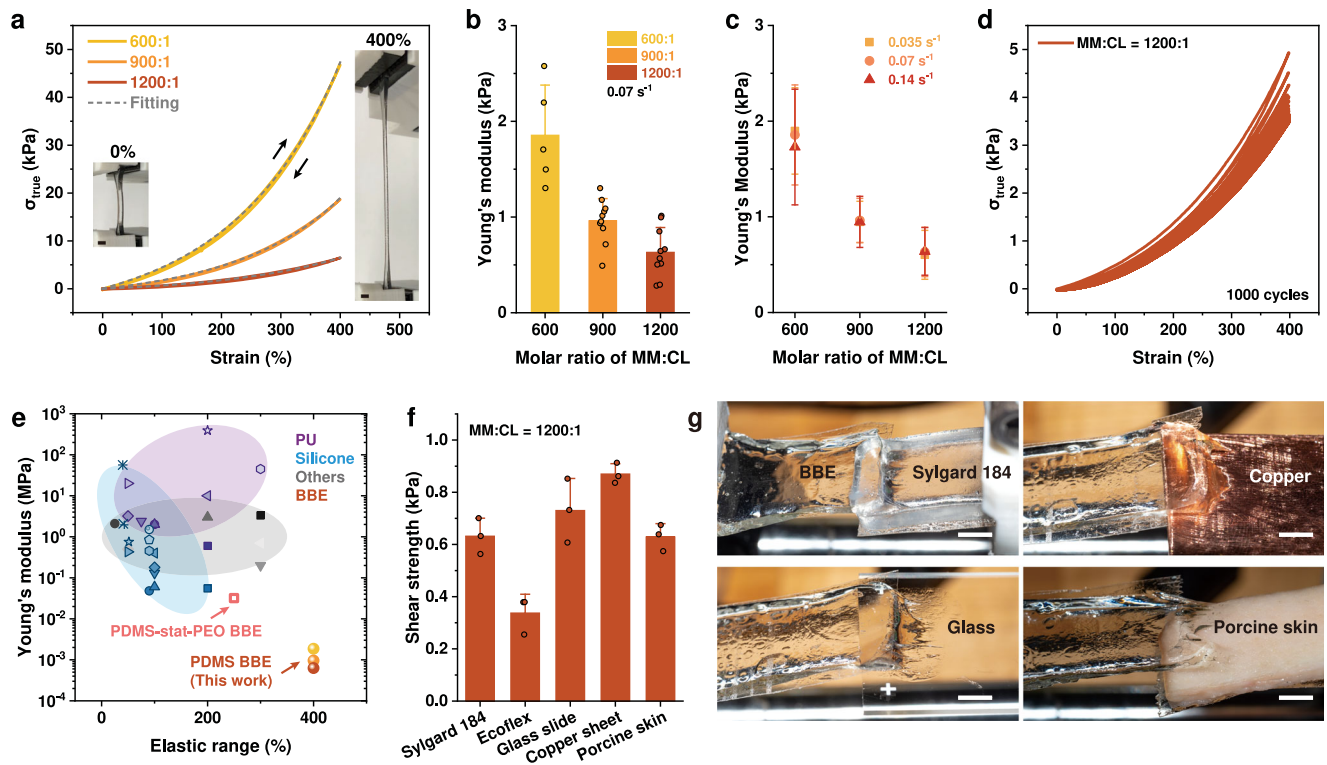 a
600:1
900:1
1200:1
Fitting
0%
400%
50
40
30
20
10
0
σtrue (kPa)
0 100 200 300 400 500
Strain (%)
b
600:1
900:1
1200:1
0.07 s⁻¹
3
2
1
0
Young's modulus (kPa)
600 900 1200
Molar ratio of MM:CL
c
0.035 s⁻¹
0.07 s⁻¹
0.14 s⁻¹
3
2
1
0
Young's Modulus (kPa)
600 900 1200
Molar ratio of MM:CL
d
MM:CL = 1200:1
5
4
3
2
1
0
σtrue (kPa)
1000 cycles
0 100 200 300 400
Strain (%)
e
PU
Silicone
Others
BBE
10³
10²
10¹
10⁰
10⁻¹
10⁻²
10⁻³
10⁻⁴
Young's modulus (MPa)
PDMS-stat-PEO BBE
PDMS BBE
(This work)
0 200 400
Elastic range (%)
f
MM:CL = 1200:1
1.0
0.8
0.6
0.4
0.2
0.0
Shear strength (kPa)
Sylgard 184
Ecoflex
Glass slide
Copper sheet
Porcine skin
g
BBE
Sylgard 184
Copper
Glass
Porcine skin